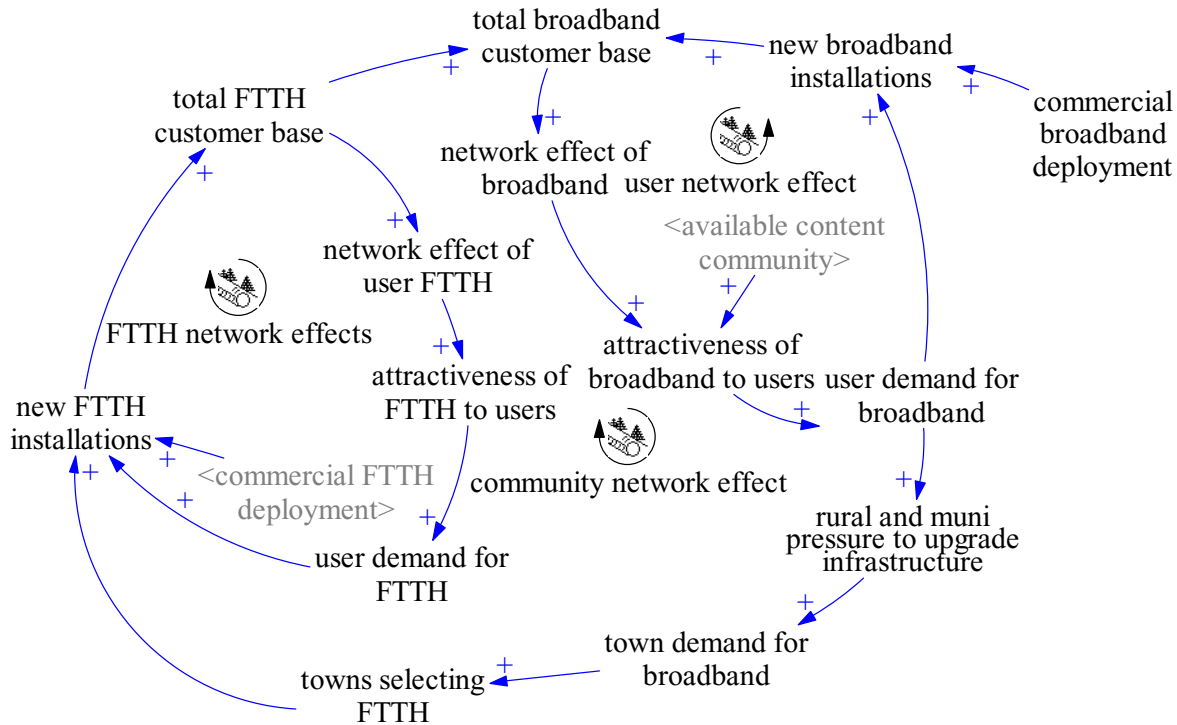 total broadband
customer base
new broadband
installations
total FTTH
customer base
commercial
broadband
deployment
network effect of
broadband
user network effect
<available content
community>
network effect of
user FTTH
FTTH network effects
attractiveness of
broadband to users
user demand for
broadband
attractiveness of
FTTH to users
new FTTH
installations
community network effect
<commercial FTTH
deployment>
rural and muni
pressure to upgrade
infrastructure
user demand for
FTTH
town demand for
broadband
towns selecting
FTTH